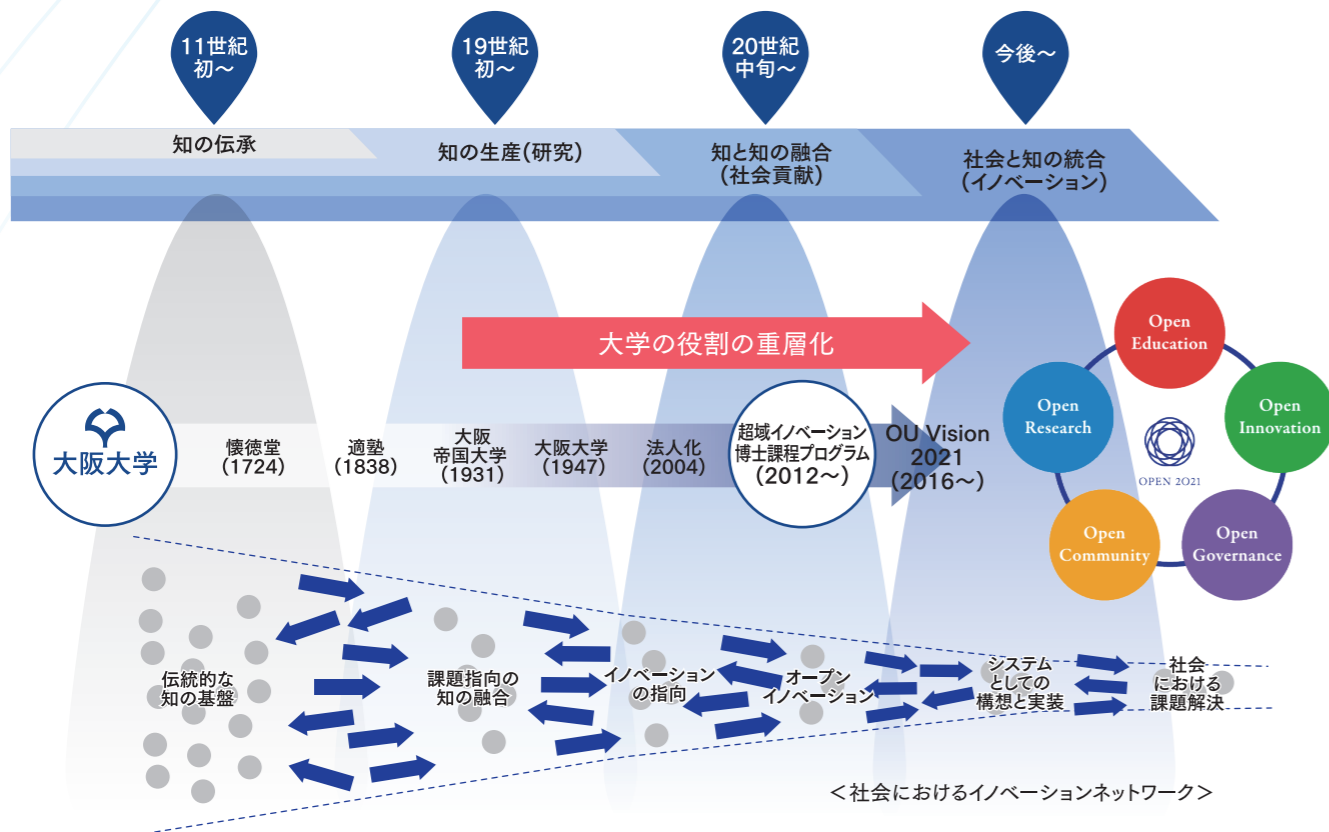 11世紀
初～
19世紀
初～
20世紀
中旬～
今後～
知の伝承
知の生産(研究)
知と知の融合
(社会貢献)
社会と知の統合
(イノベーション)
大学の役割の重層化
大阪大学
懐徳堂
(1724)
適塾
(1838)
大阪
帝国大学
(1931)
大阪大学
(1947)
法人化
(2004)
超域イノベーション
博士課程プログラム
(2012～)
OU Vision
2021
(2016～)
Open
Education
Open
Research
Open
Innovation
OPEN 2021
Open
Community
Open
Governance
伝統的な
知の基盤
課題指向の
知の融合
イノベーション
の指向
オープン
イノベーション
システム
としての
構想と実装
社会
における
課題解決
＜社会におけるイノベーションネットワーク＞